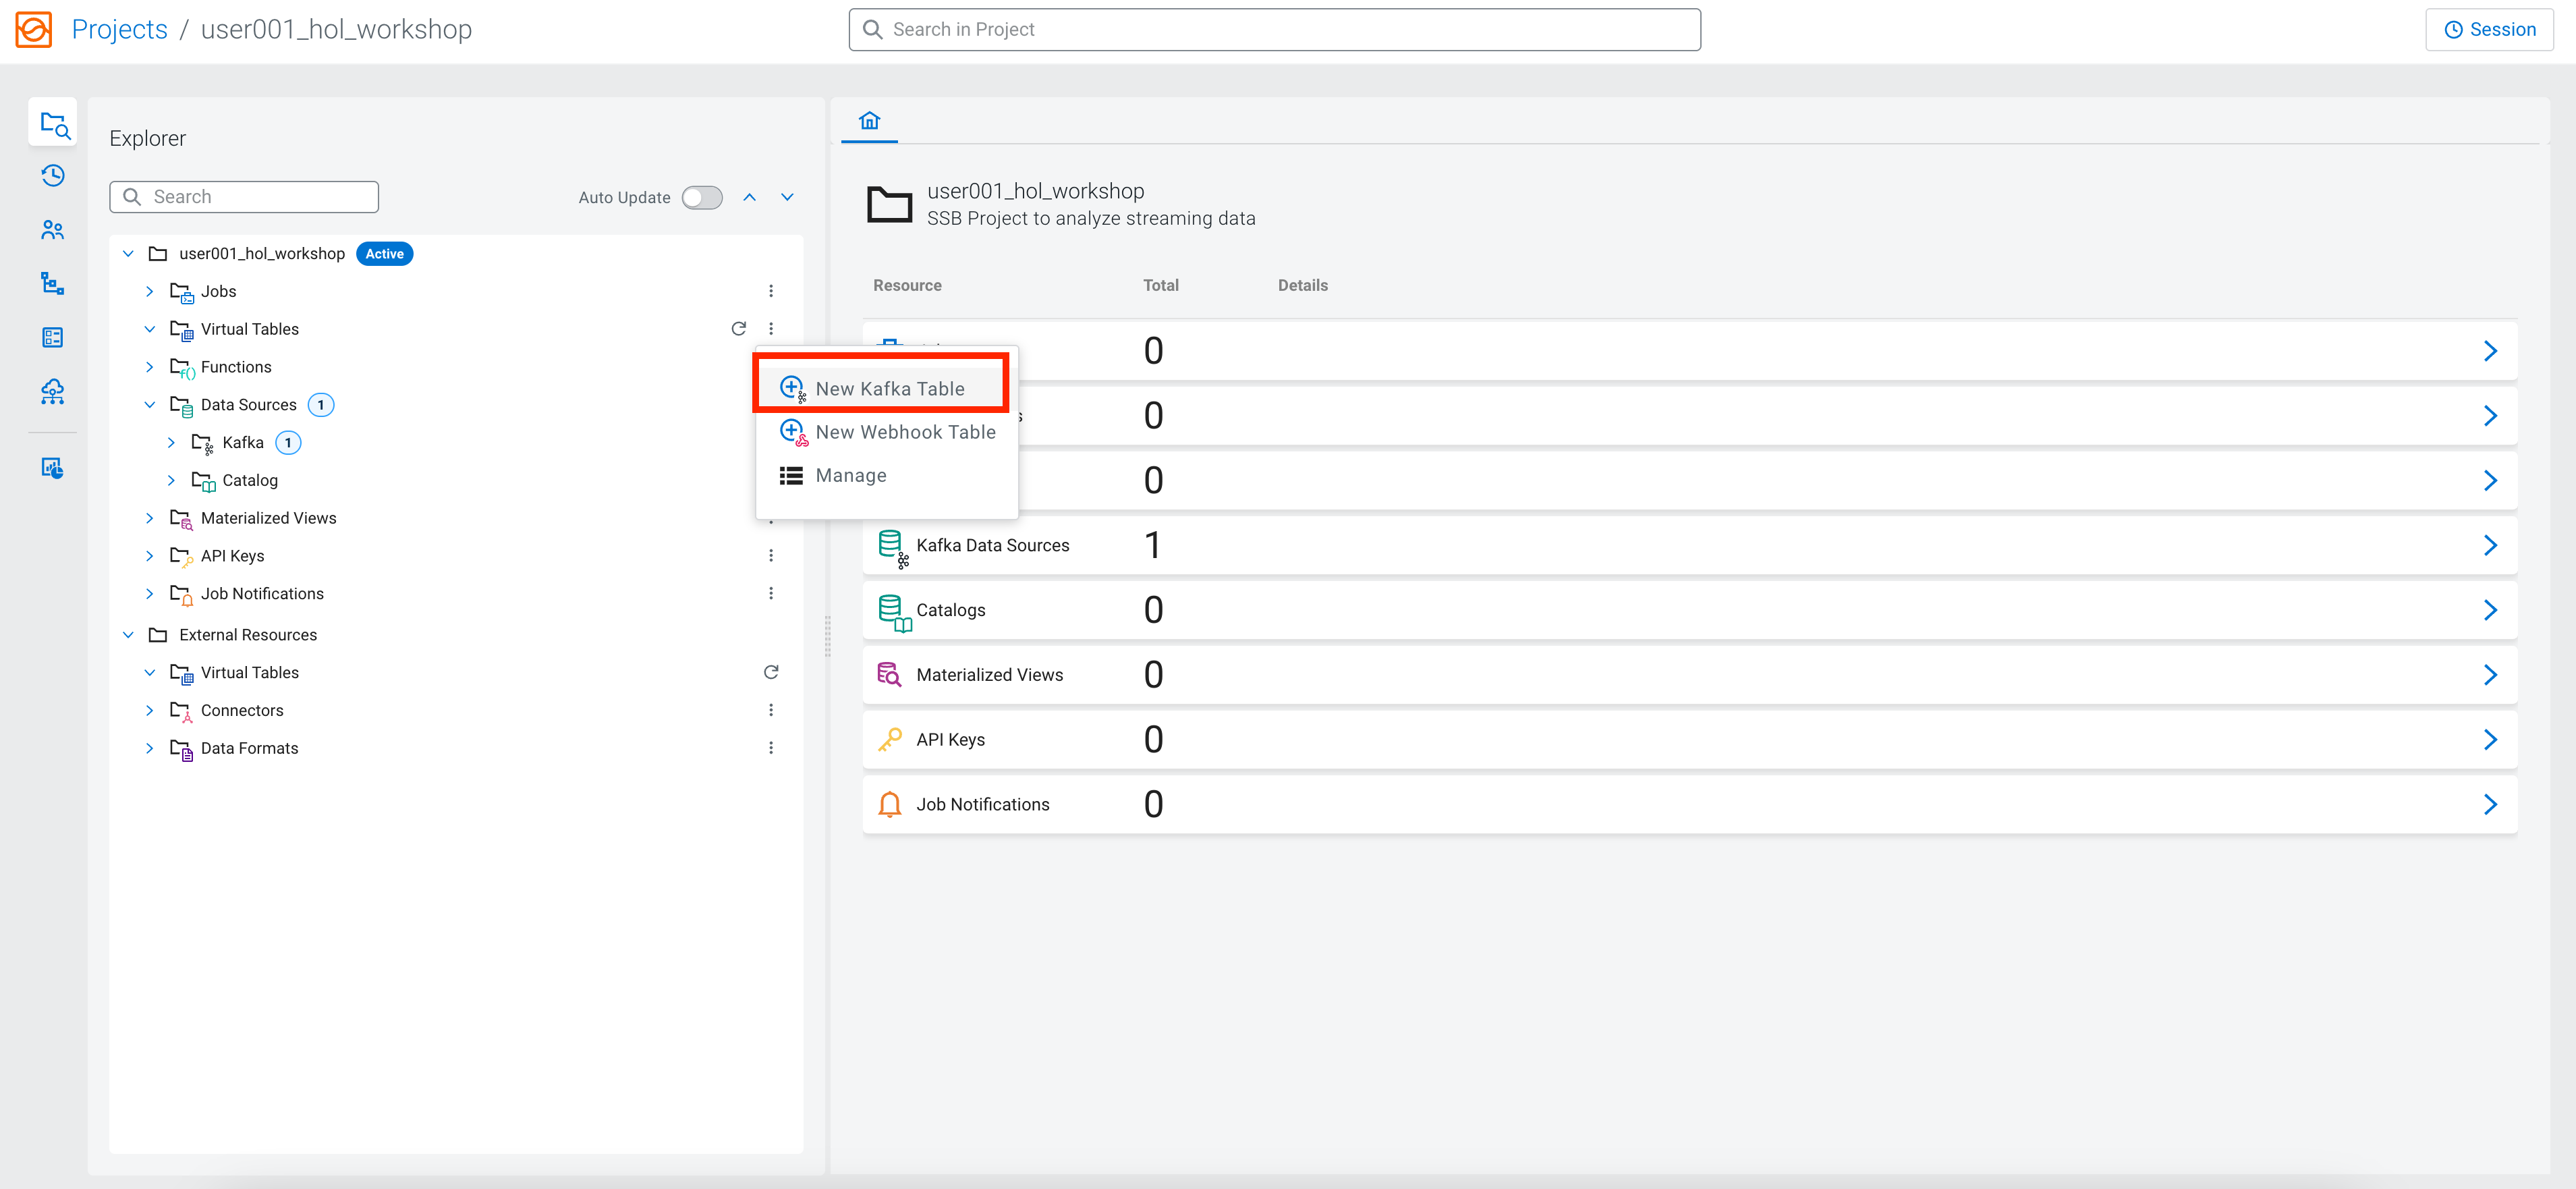 Projects / user001_hol_workshop
Search in Project
Session
Explorer
Search
Auto Update
user001_hol_workshop Active
Jobs
Virtual Tables
Functions
Data Sources 1
Kafka 1
Catalog
Materialized Views
API Keys
Job Notifications
External Resources
Virtual Tables
Connectors
Data Formats
New Kafka Table
New Webhook Table
Manage
user001_hol_workshop
SSB Project to analyze streaming data
Resource Total Details
0
0
0
Kafka Data Sources 1
Catalogs 0
Materialized Views 0
API Keys 0
Job Notifications 0